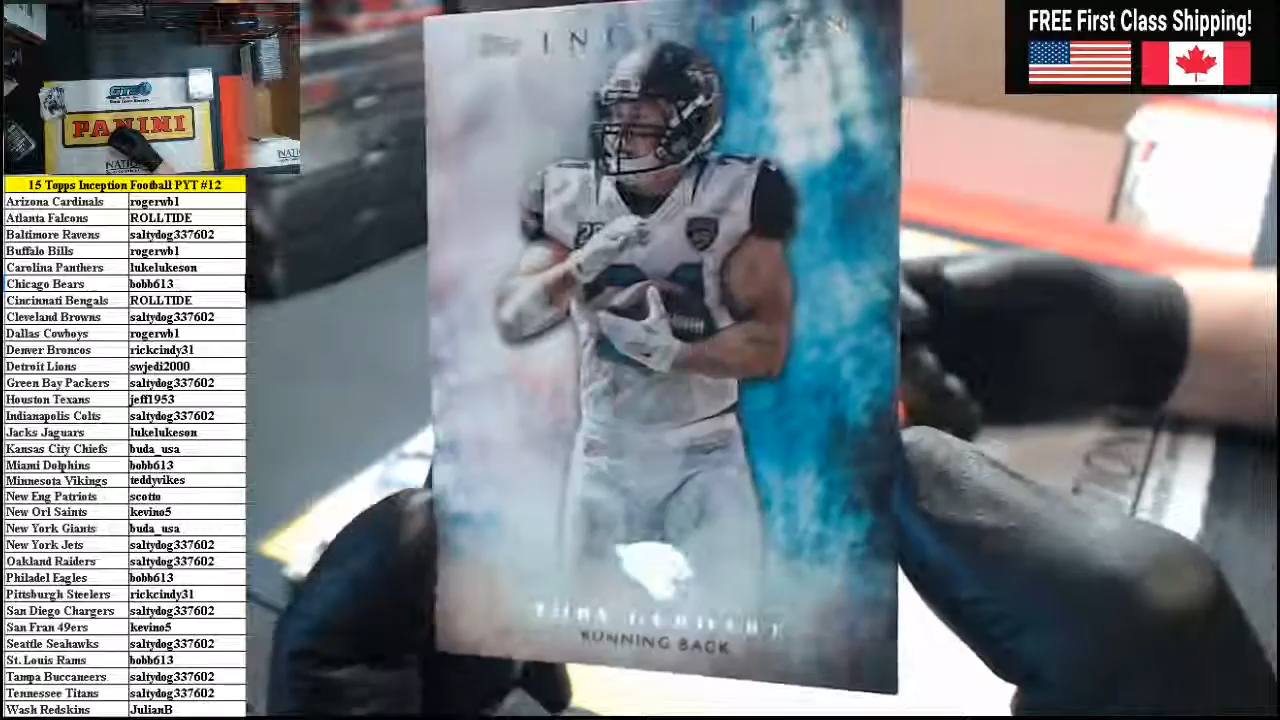 FREE First Class Shipping!
PANINI
15 Topps Inception Football PYT #12
Arizona Cardinals rogerwb1
Atlanta Falcons ROLLTIDE
Baltimore Ravens saltydog337602
Buffalo Bills rogerwb1
Carolina Panthers lukelukeson
Chicago Bears bobb613
Cincinnati Bengals ROLLTIDE
Cleveland Browns saltydog337602
Dallas Cowboys rogerwb1
Denver Broncos rickcindy31
Detroit Lions swjedi2000
Green Bay Packers saltydog337602
Houston Texans jeff1953
Indianapolis Colts saltydog337602
Jacks Jaguars lukelukeson
Kansas City Chiefs buda_usa
Miami Dolphins bobb613
Minnesota Vikings teddyvikes
New Eng Patriots scotto
New Orl Saints kevino5
New York Giants buda_usa
New York Jets saltydog337602
Oakland Raiders saltydog337602
Philadel Eagles bobb613
Pittsburgh Steelers rickcindy31
San Diego Chargers saltydog337602
San Fran 49ers kevino5
Seattle Seahawks saltydog337602
St. Louis Rams bobb613
Tampa Buccaneers saltydog337602
Tennessee Titans saltydog337602
Wash Redskins JulianB
RUNNING BACK